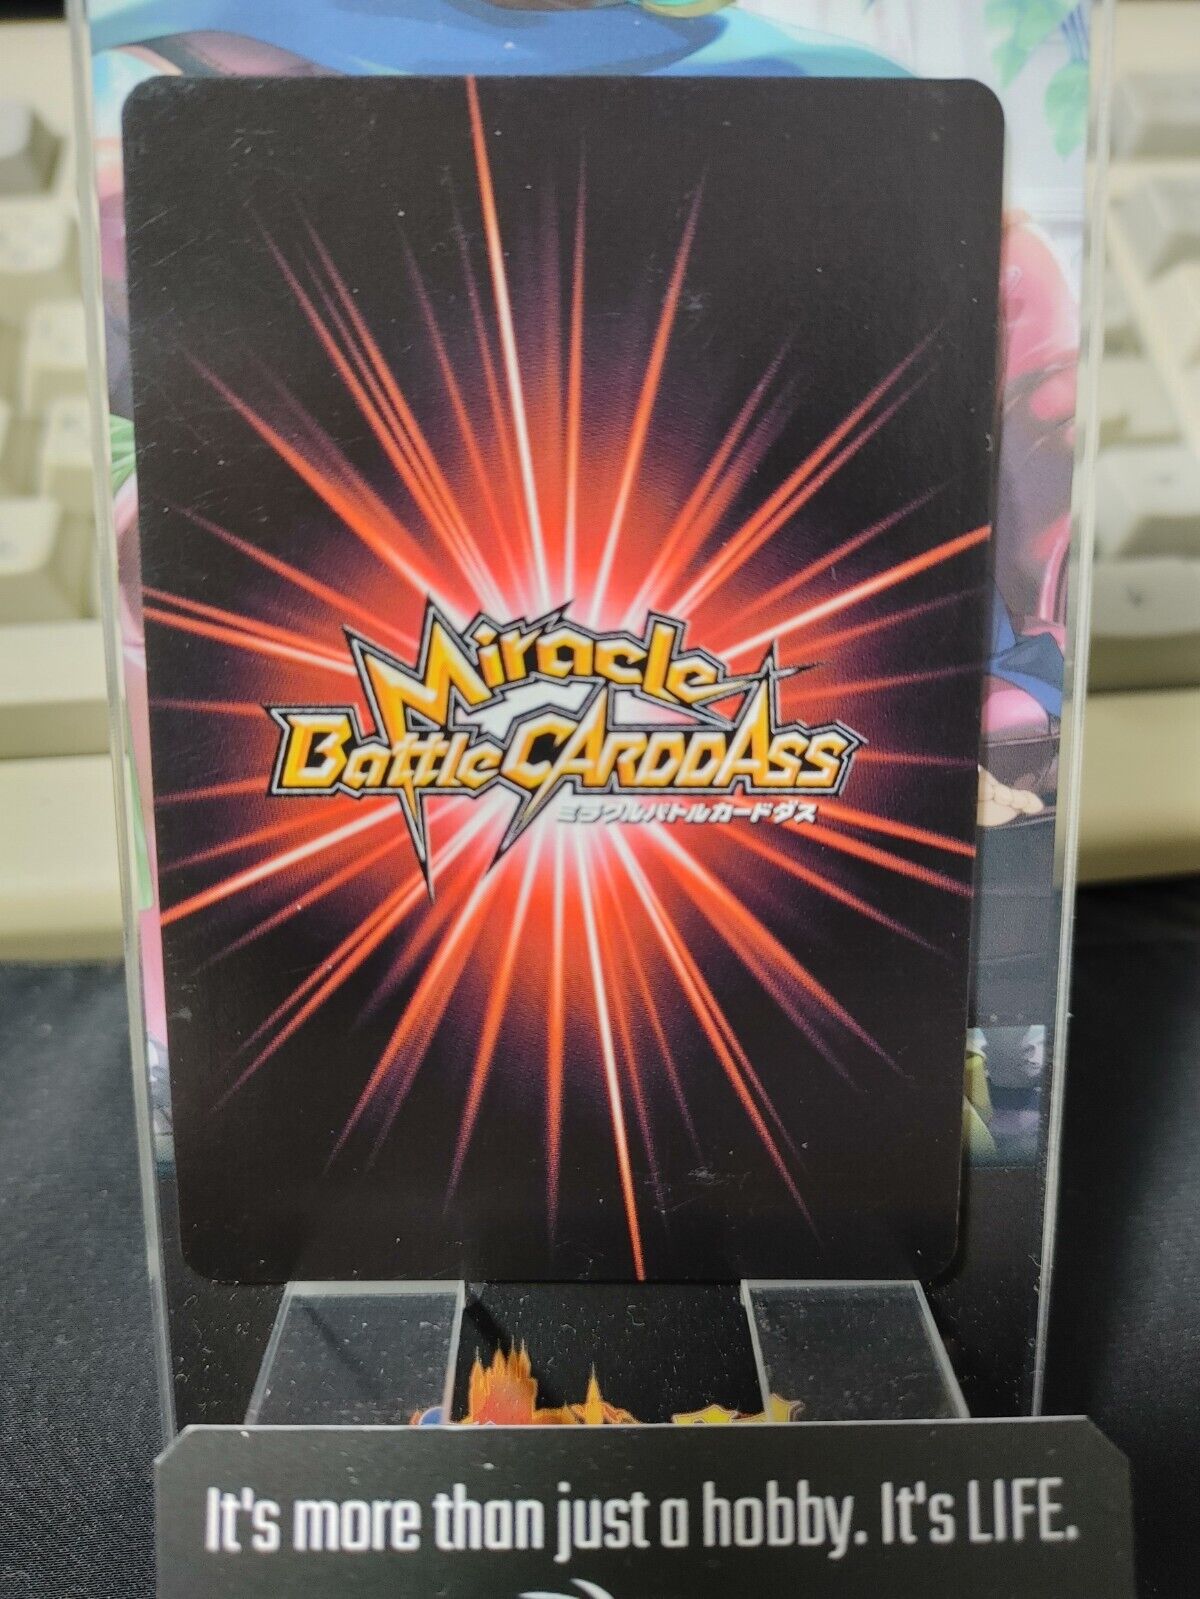 Miracle
Battle CARDDASS
ミラクルバトルカードダス
It's more than just a hobby. It's LIFE.